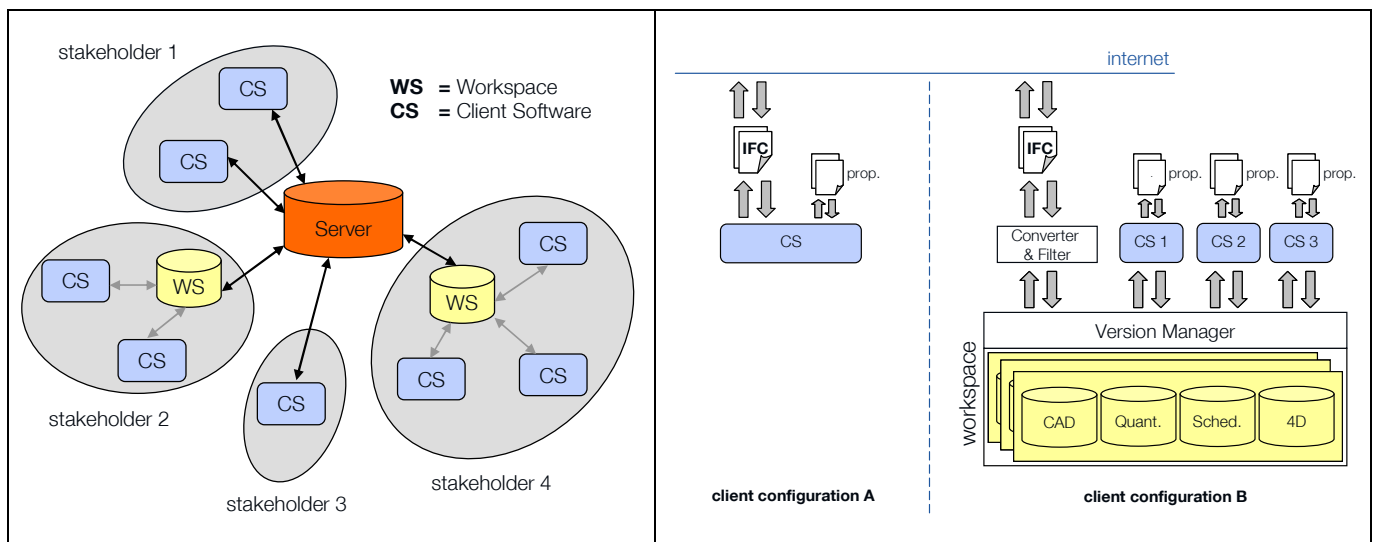 stakeholder 1
CS
CS
WS = Workspace
CS = Client Software
Server
CS
WS
CS
stakeholder 2
CS
WS
CS
CS
stakeholder 4
CS
stakeholder 3
internet
IFC
prop.
CS
client configuration A
IFC
prop.
prop.
prop.
Converter
& Filter
CS 1
CS 2
CS 3
Version Manager
workspace
CAD
Quant.
Sched.
4D
client configuration B